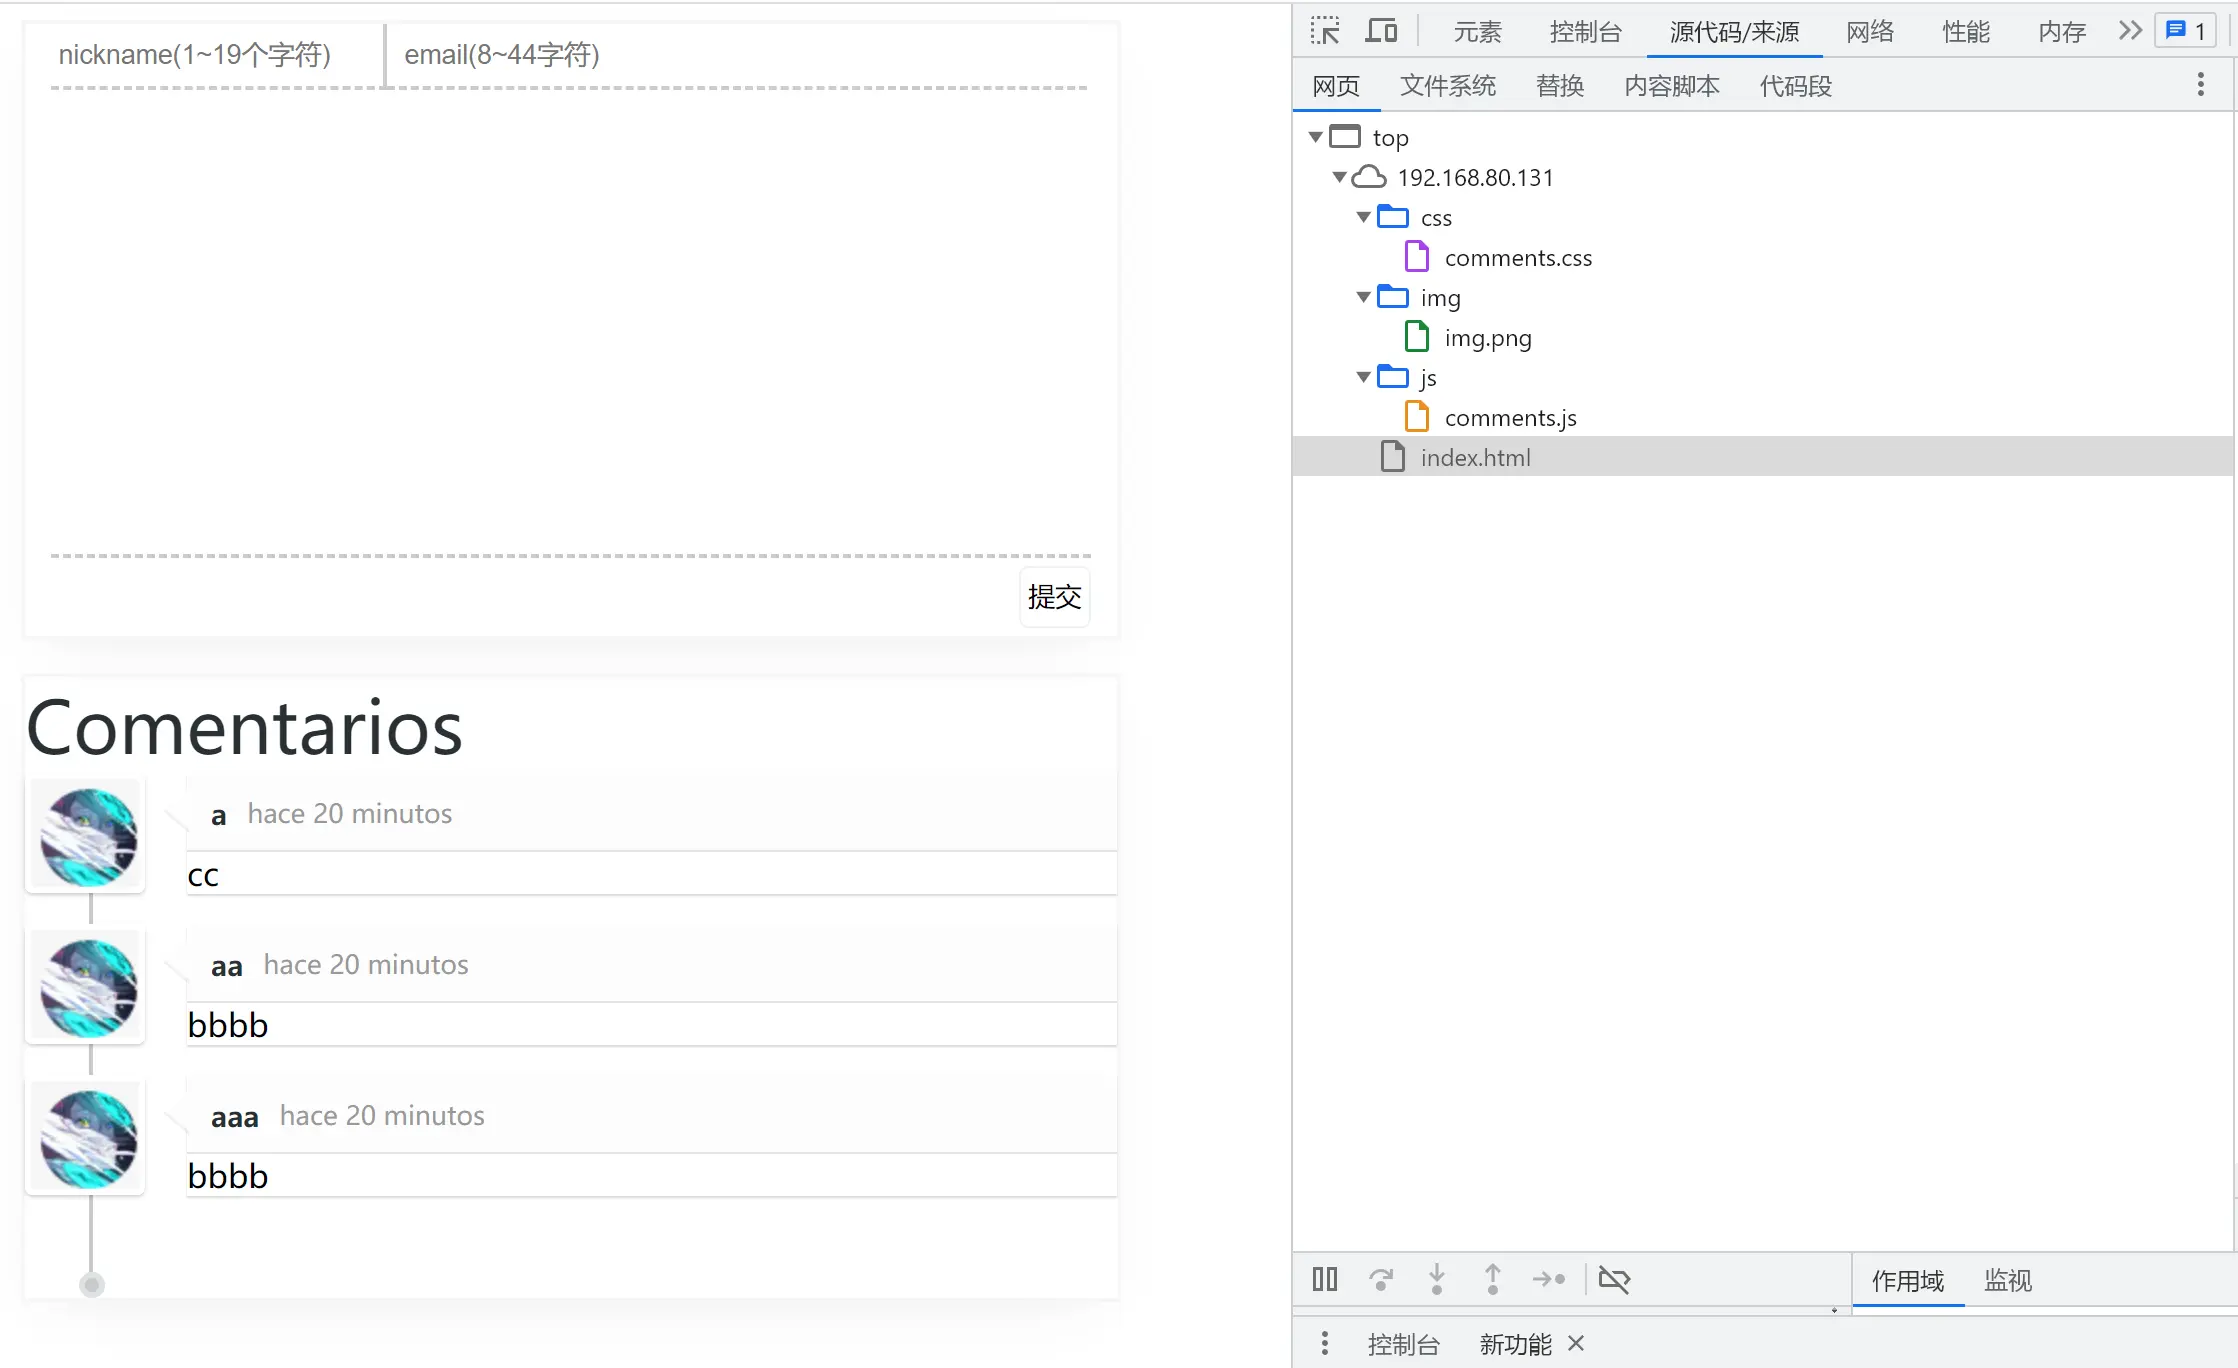 nickname(1~19个字符) email(8~44字符)
提交
Comentarios
a hace 20 minutos
cc
aa hace 20 minutos
bbbb
aaa hace 20 minutos
bbbb
元素 控制台 源代码/来源 网络 性能 内存 1
网页 文件系统 替换 内容脚本 代码段
top
192.168.80.131
css
comments.css
img
img.png
js
comments.js
index.html
作用域 监视
控制台 新功能